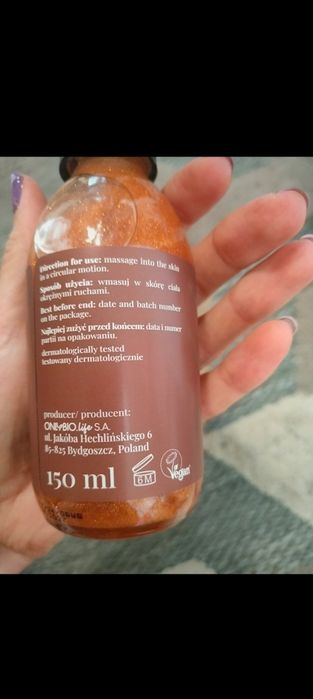 Direction for use: massage into the skin
in a circular motion.
Sposób użycia: wmasuj w skórę ciała
okrężnymi ruchami.
Best before end: date and batch number
on the package.
Najlepiej zużyć przed końcem: data i numer
partii na opakowaniu.
dermatologically tested
testowany dermatologicznie
producer/ producent:
ONE♥BIO.life S.A.
ul. Jakóba Hechlińskiego 6
85-825 Bydgoszcz, Poland
150 ml
6M
Vegan